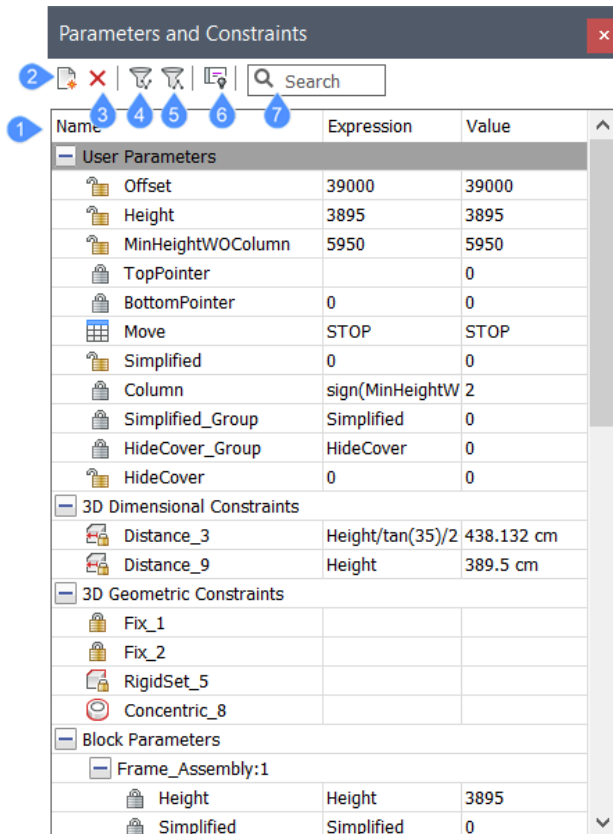 Parameters and Constraints ×
2 Search
3 4 5 6 7
1 Name Expression Value
User Parameters
Offset 39000 39000
Height 3895 3895
MinHeightWOColumn 5950 5950
TopPointer 0
BottomPointer 0 0
Move STOP STOP
Simplified 0 0
Column sign(MinHeightW 2
Simplified_Group Simplified 0
HideCover_Group HideCover 0
HideCover 0 0
3D Dimensional Constraints
Distance_3 Height/tan(35)/2 438.132 cm
Distance_9 Height 389.5 cm
3D Geometric Constraints
Fix_1
Fix_2
RigidSet_5
Concentric_8
Block Parameters
Frame_Assembly:1
Height Height 3895
Simplified Simplified 0